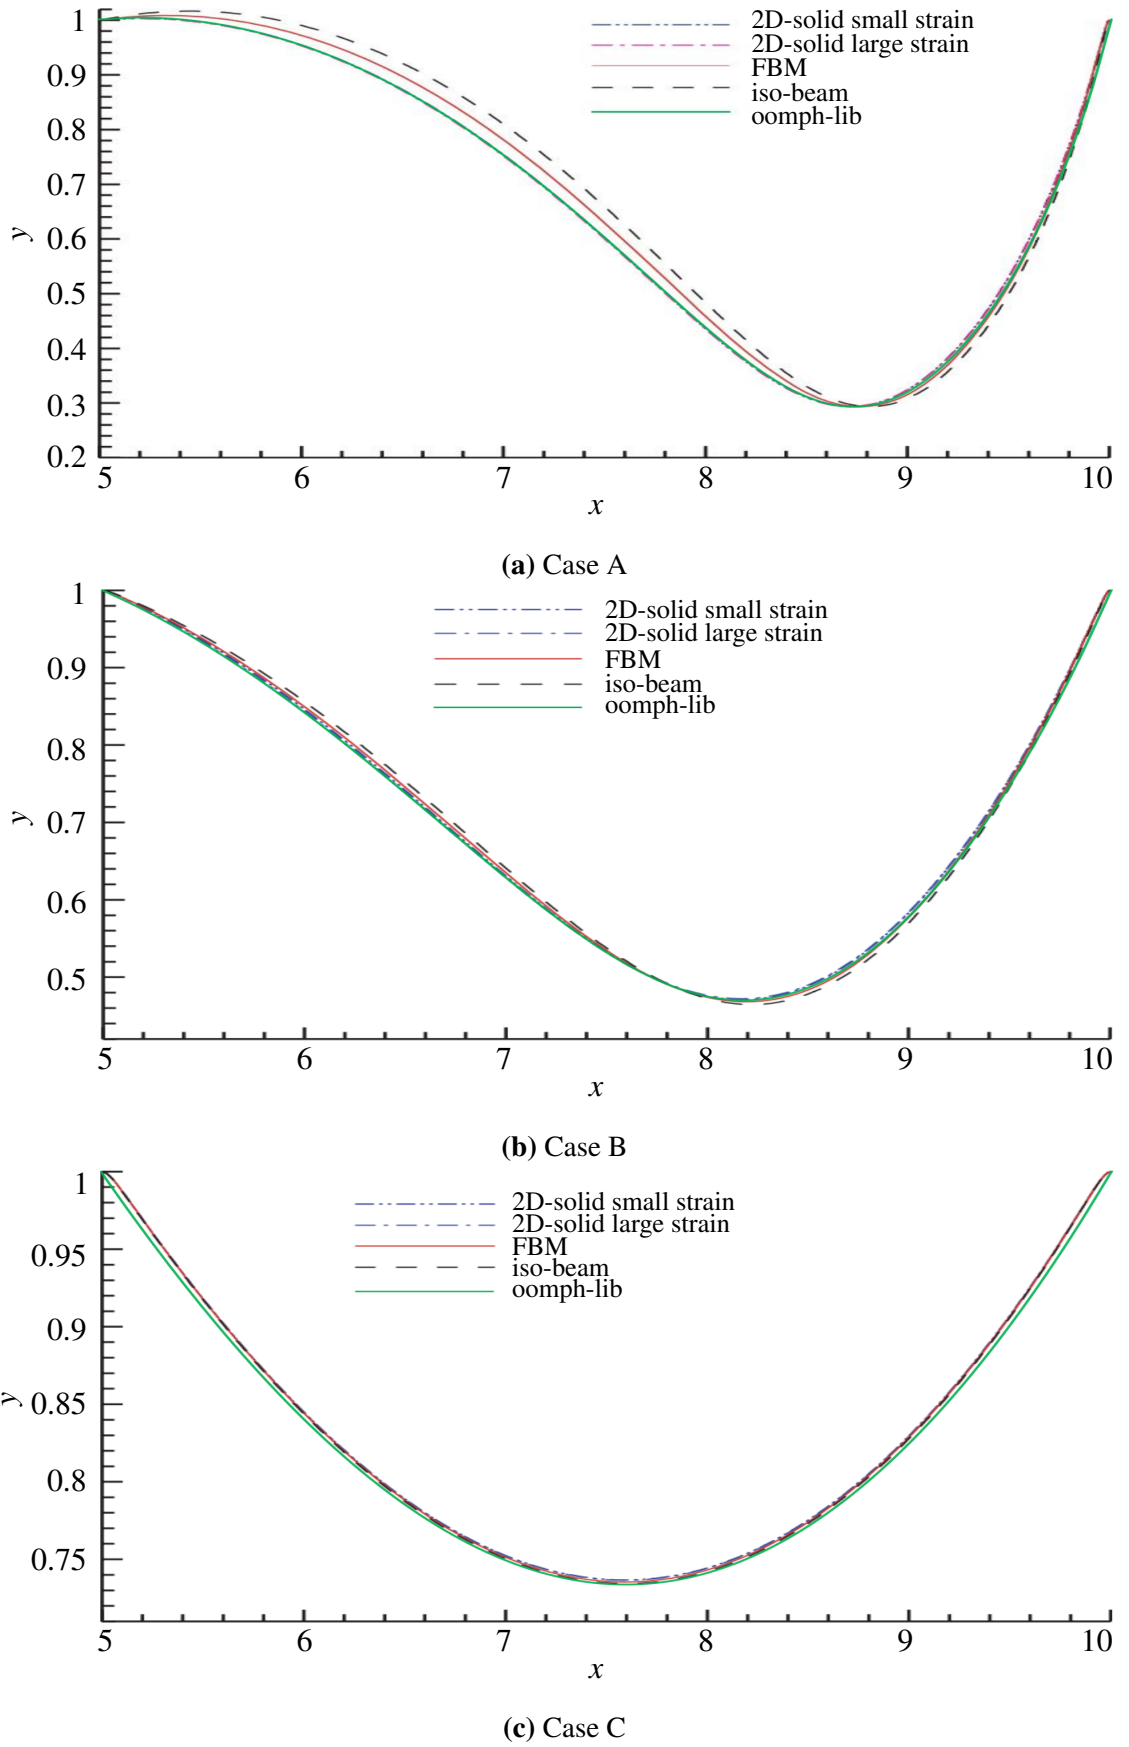 1
0.9
0.8
0.7
0.6
0.5
0.4
0.3
0.2
y
2D-solid small strain
2D-solid large strain
FBM
iso-beam
oomph-lib
5 6 7 8 9 10
x
(a) Case A
1
0.9
0.8
0.7
0.6
0.5
y
2D-solid small strain
2D-solid large strain
FBM
iso-beam
oomph-lib
5 6 7 8 9 10
x
(b) Case B
1
0.95
0.9
0.85
0.8
0.75
y
2D-solid small strain
2D-solid large strain
FBM
iso-beam
oomph-lib
5 6 7 8 9 10
x
(c) Case C